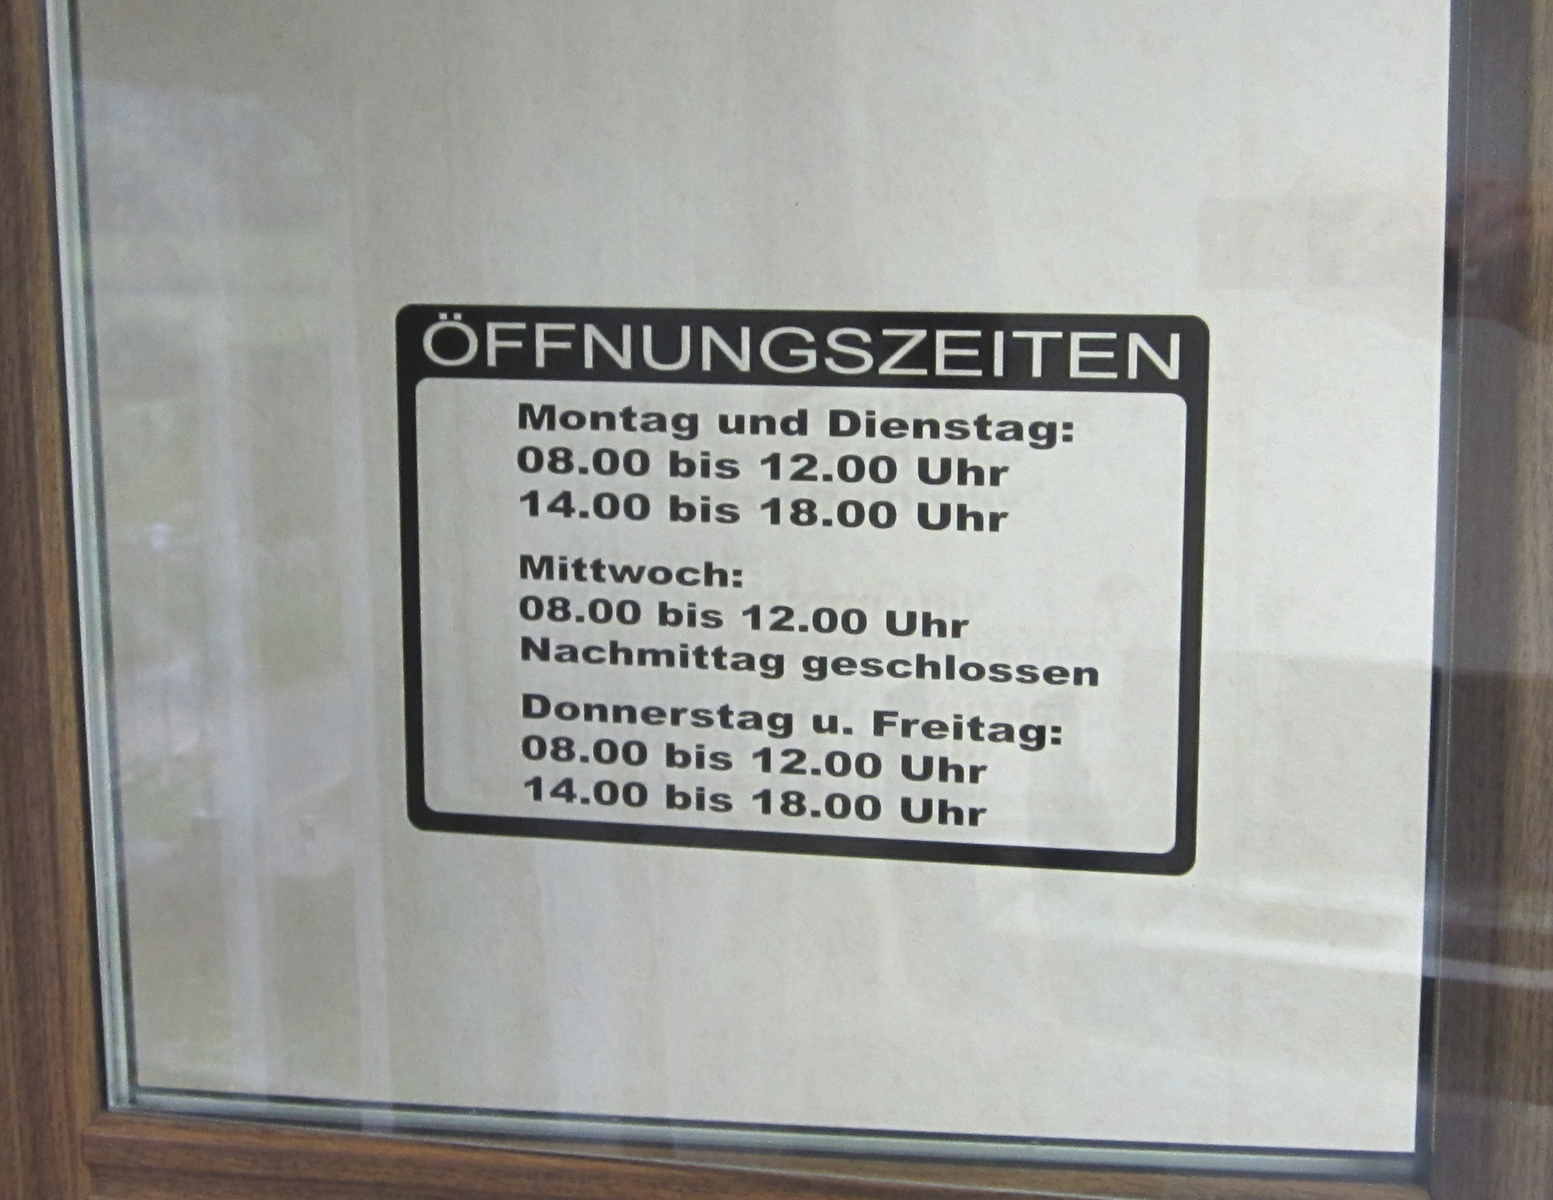 ÖFFNUNGSZEITEN
Montag und Dienstag:
08.00 bis 12.00 Uhr
14.00 bis 18.00 Uhr
Mittwoch:
08.00 bis 12.00 Uhr
Nachmittag geschlossen
Donnerstag u. Freitag:
08.00 bis 12.00 Uhr
14.00 bis 18.00 Uhr